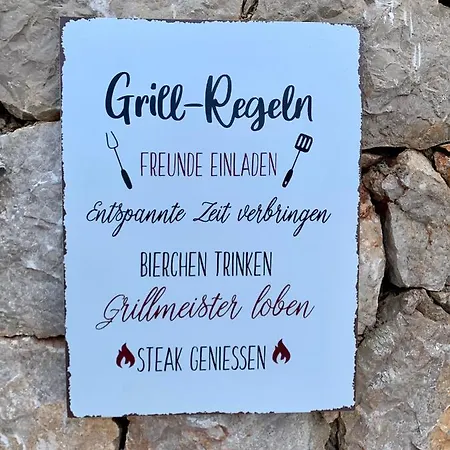 Grill-Regeln
FREUNDE EINLADEN
Entspannte Zeit verbringen
BIERCHEN TRINKEN
Grillmeister loben
STEAK GENIESSEN